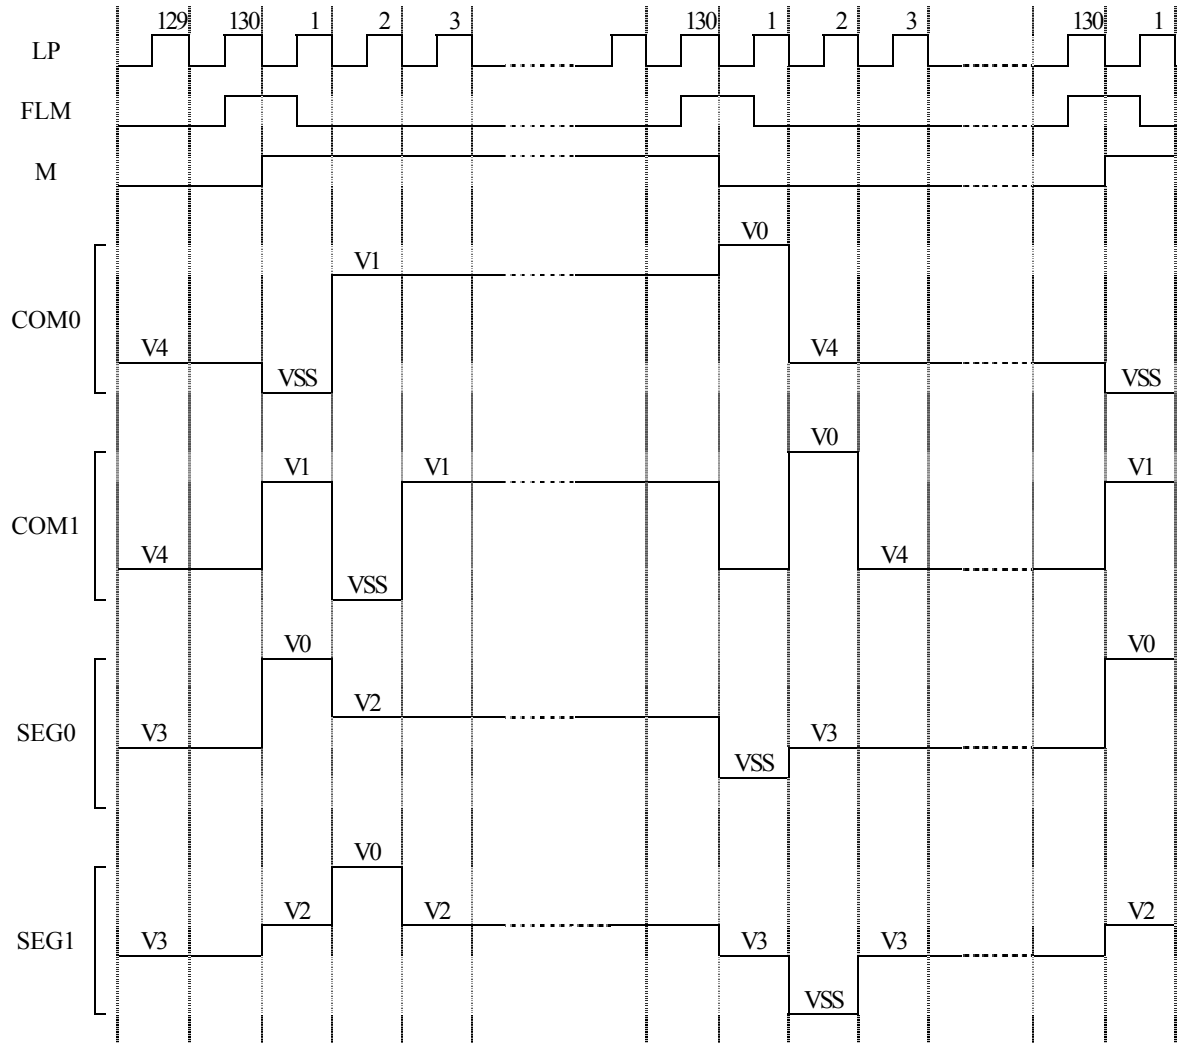 129 130 1 2 3 130 1 2 3 130 1
LP
FLM
M
V0
V1
COM0
V4 V4
VSS VSS
V0
V1 V1 V1
COM1
V4 V4
VSS
V0 V0
V2
SEG0 V3 V3
VSS
V0
V2 V2 V2
SEG1 V3 V3 V3
VSS